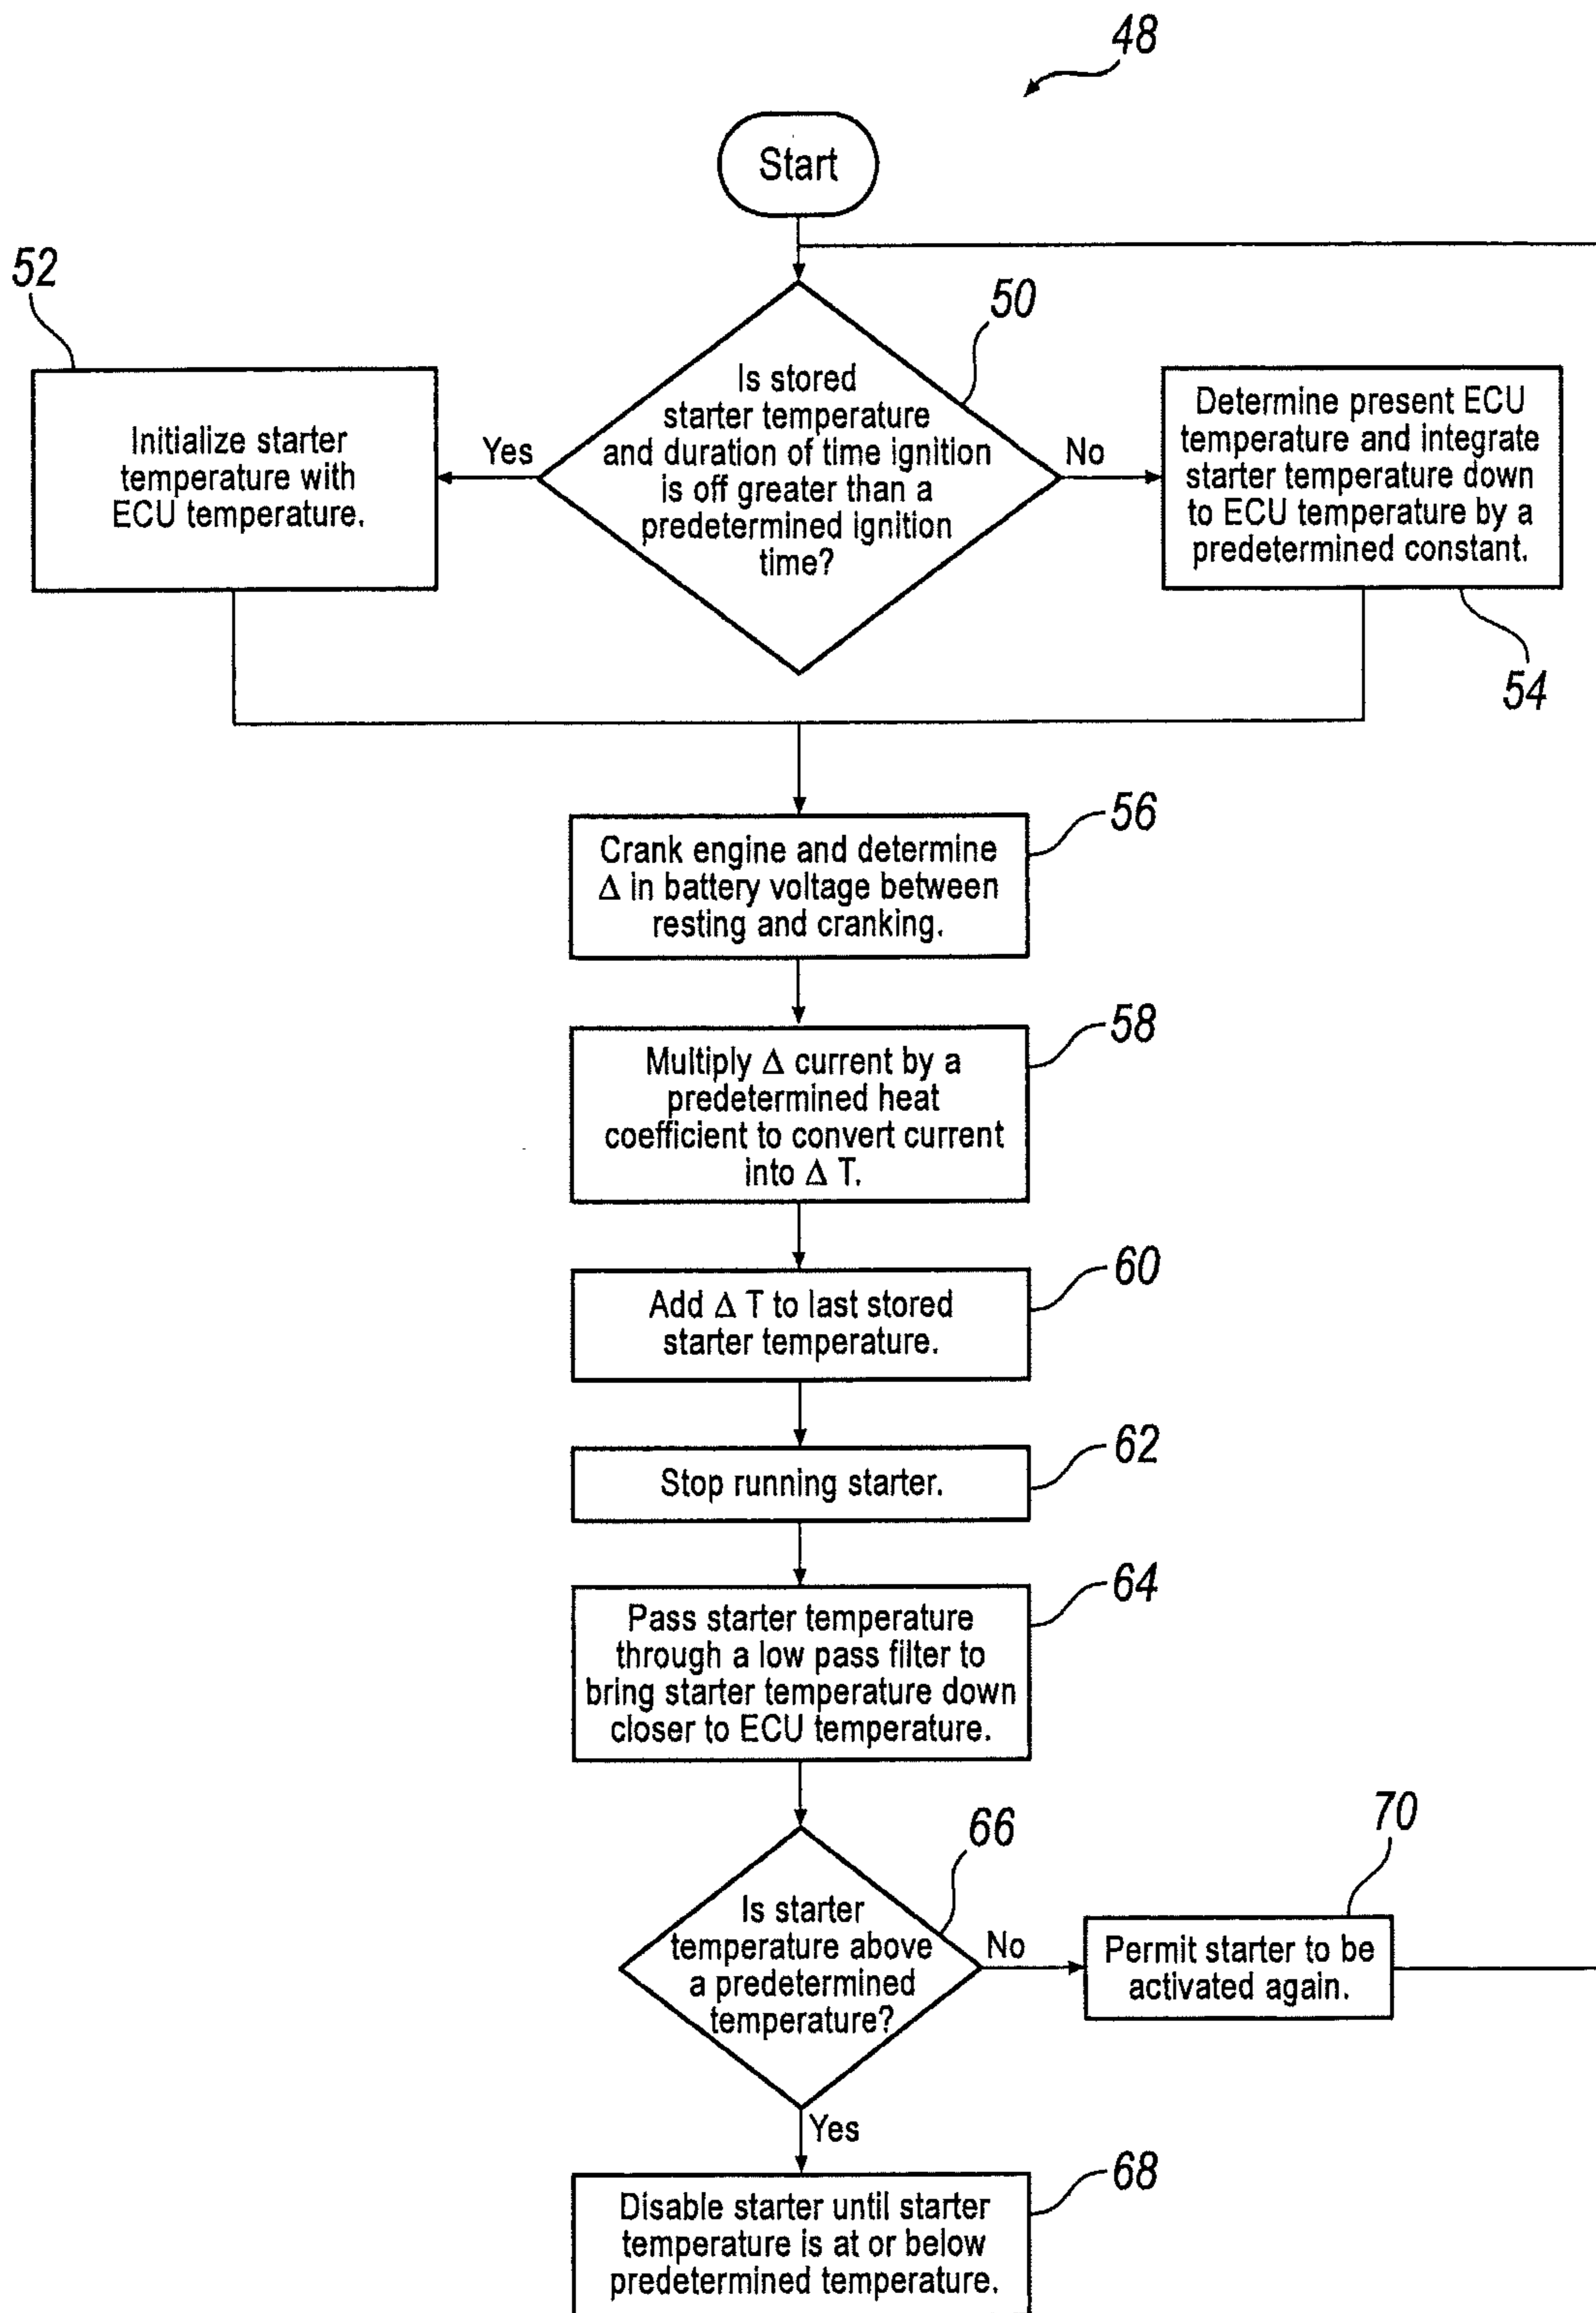 48
Start
52
50
Is stored
starter temperature
and duration of time ignition
is off greater than a
predetermined ignition
time?
Yes
No
Initialize starter
temperature with
ECU temperature.
Determine present ECU
temperature and integrate
starter temperature down
to ECU temperature by a
predetermined constant.
54
56
Crank engine and determine
Δ in battery voltage between
resting and cranking.
58
Multiply Δ current by a
predetermined heat
coefficient to convert current
into Δ T.
60
Add Δ T to last stored
starter temperature.
62
Stop running starter.
64
Pass starter temperature
through a low pass filter to
bring starter temperature down
closer to ECU temperature.
66
Is starter
temperature above
a predetermined
temperature?
No
70
Permit starter to be
activated again.
Yes
68
Disable starter until starter
temperature is at or below
predetermined temperature.